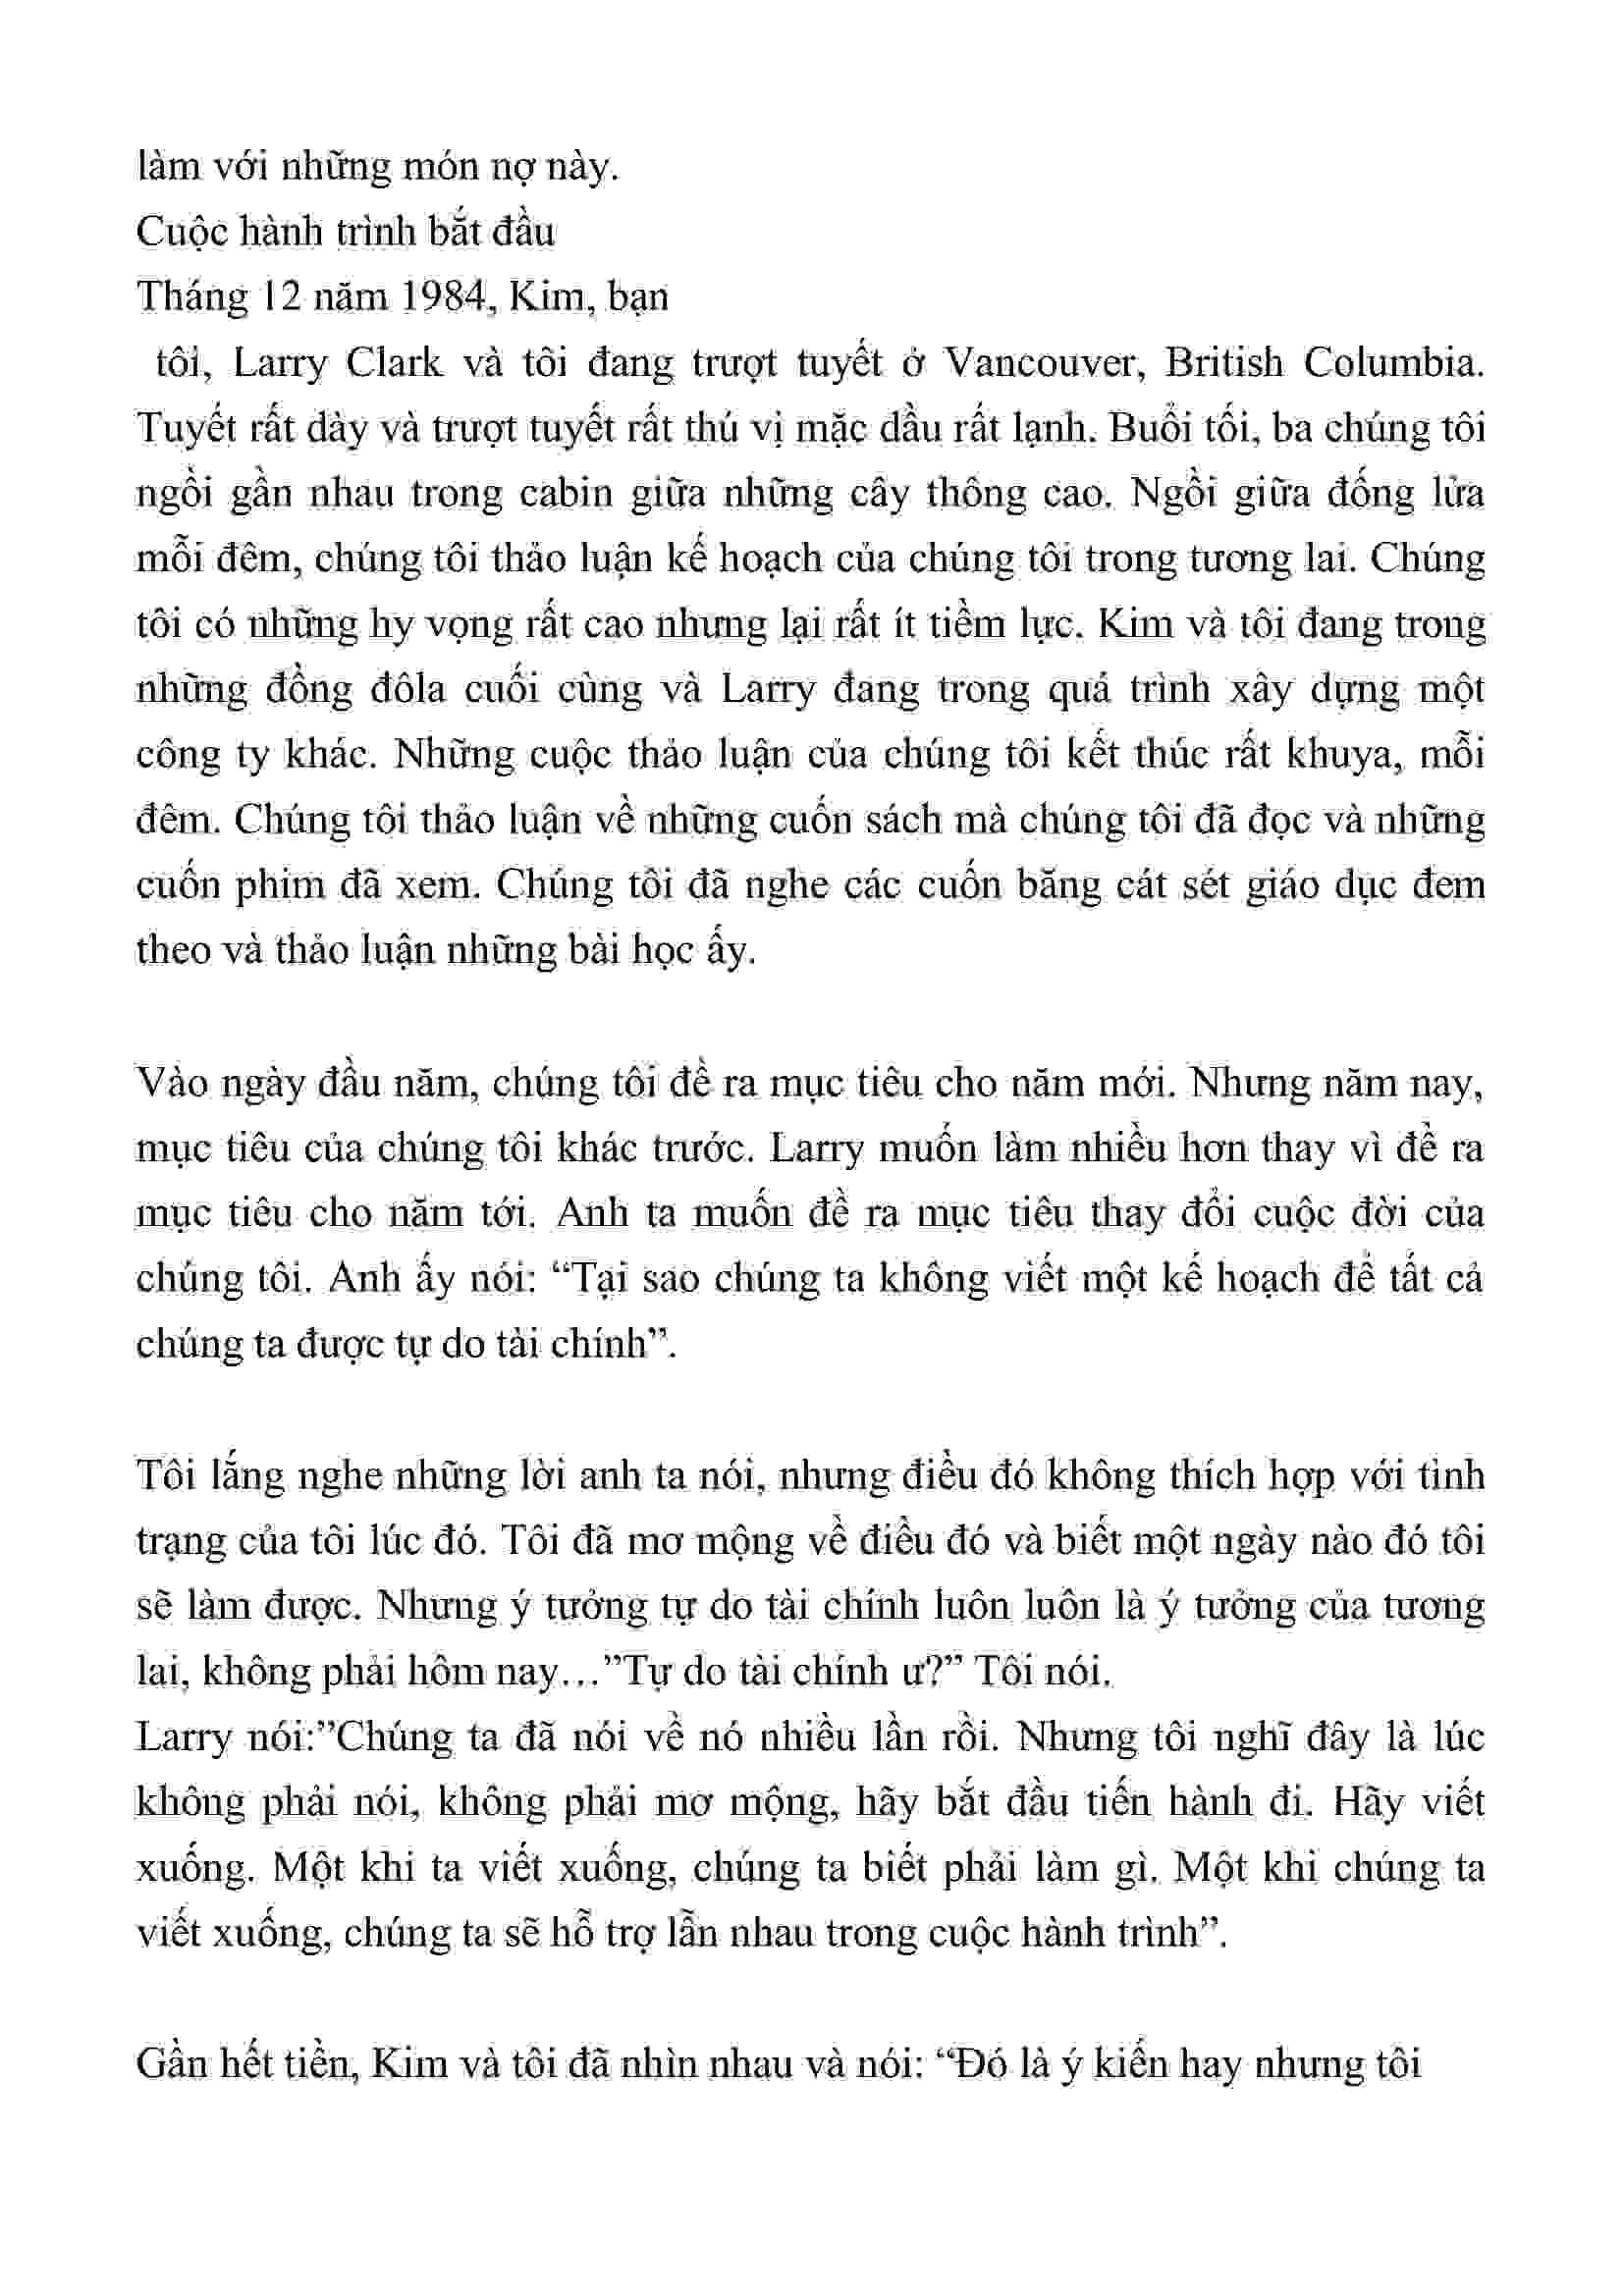 làm với những món nợ này.
Cuộc hành trình bắt đầu
Tháng 12 năm 1984, Kim, bạn
tôi, Larry Clark và tôi đang trượt tuyết ở Vancouver, British Columbia.
Tuyết rất dày và trượt tuyết rất thú vị mặc dầu rất lạnh. Buổi tối, ba chúng tôi
ngồi gần nhau trong cabin giữa những cây thông cao. Ngồi giữa đống lửa
mỗi đêm, chúng tôi thảo luận kế hoạch của chúng tôi trong tương lai. Chúng
tôi có những hy vọng rất cao nhưng lại rất ít tiềm lực. Kim và tôi đang trong
những đồng đôla cuối cùng và Larry đang trong quá trình xây dựng một
công ty khác. Những cuộc thảo luận của chúng tôi kết thúc rất khuya, mỗi
đêm. Chúng tôi thảo luận về những cuốn sách mà chúng tôi đã đọc và những
cuốn phim đã xem. Chúng tôi đã nghe các cuốn băng cát sét giáo dục đem
theo và thảo luận những bài học ấy.
Vào ngày đầu năm, chúng tôi đề ra mục tiêu cho năm mới. Nhưng năm nay,
mục tiêu của chúng tôi khác trước. Larry muốn làm nhiều hơn thay vì đề ra
mục tiêu cho năm tới. Anh ta muốn đề ra mục tiêu thay đổi cuộc đời của
chúng tôi. Anh ấy nói: “Tại sao chúng ta không viết một kế hoạch để tất cả
chúng ta được tự do tài chính”.
Tôi lắng nghe những lời anh ta nói, nhưng điều đó không thích hợp với tình
trạng của tôi lúc đó. Tôi đã mơ mộng về điều đó và biết một ngày nào đó tôi
sẽ làm được. Nhưng ý tưởng tự do tài chính luôn luôn là ý tưởng của tương
lai, không phải hôm nay…”Tự do tài chính ư?” Tôi nói.
Larry nói:”Chúng ta đã nói về nó nhiều lần rồi. Nhưng tôi nghĩ đây là lúc
không phải nói, không phải mơ mộng, hãy bắt đầu tiến hành đi. Hãy viết
xuống. Một khi ta viết xuống, chúng ta biết phải làm gì. Một khi chúng ta
viết xuống, chúng ta sẽ hỗ trợ lẫn nhau trong cuộc hành trình”.
Gần hết tiền, Kim và tôi đã nhìn nhau và nói: “Đó là ý kiến hay nhưng tôi